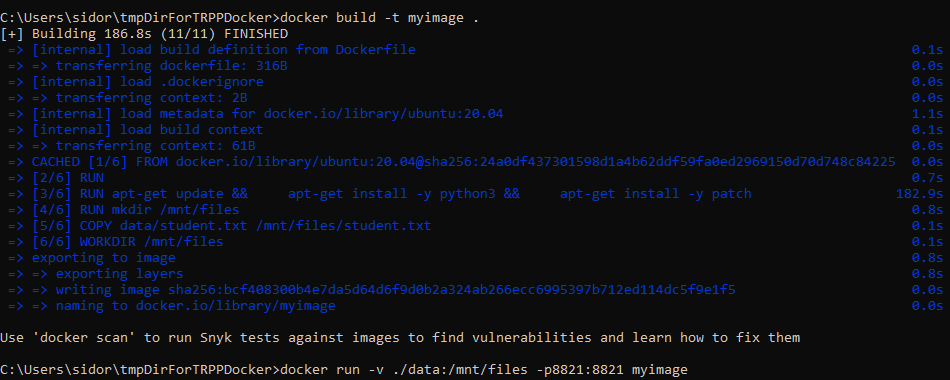 C:\Users\sidor\tmpDirForTRPPDocker>docker build -t myimage .
[+] Building 186.8s (11/11) FINISHED
=> [internal] load build definition from Dockerfile 0.1s
=> => transferring dockerfile: 316B 0.0s
=> [internal] load .dockerignore 0.0s
=> => transferring context: 2B 0.0s
=> [internal] load metadata for docker.io/library/ubuntu:20.04 1.1s
=> [internal] load build context 0.1s
=> => transferring context: 61B 0.0s
=> CACHED [1/6] FROM docker.io/library/ubuntu:20.04@sha256:24a0df437301598d1a4b62ddf59fa0ed2969150d70d748c84225 0.0s
=> [2/6] RUN 0.7s
=> [3/6] RUN apt-get update &&     apt-get install -y python3 &&     apt-get install -y patch 182.9s
=> [4/6] RUN mkdir /mnt/files 0.8s
=> [5/6] COPY data/student.txt /mnt/files/student.txt 0.1s
=> [6/6] WORKDIR /mnt/files 0.1s
=> exporting to image 0.8s
=> => exporting layers 0.8s
=> => writing image sha256:bcf408300b4e7da5d64d6f9d0b2a324ab266ecc6995397b712ed114dc5f9e1f5 0.0s
=> => naming to docker.io/library/myimage 0.0s
Use 'docker scan' to run Snyk tests against images to find vulnerabilities and learn how to fix them
C:\Users\sidor\tmpDirForTRPPDocker>docker run -v ./data:/mnt/files -p8821:8821 myimage